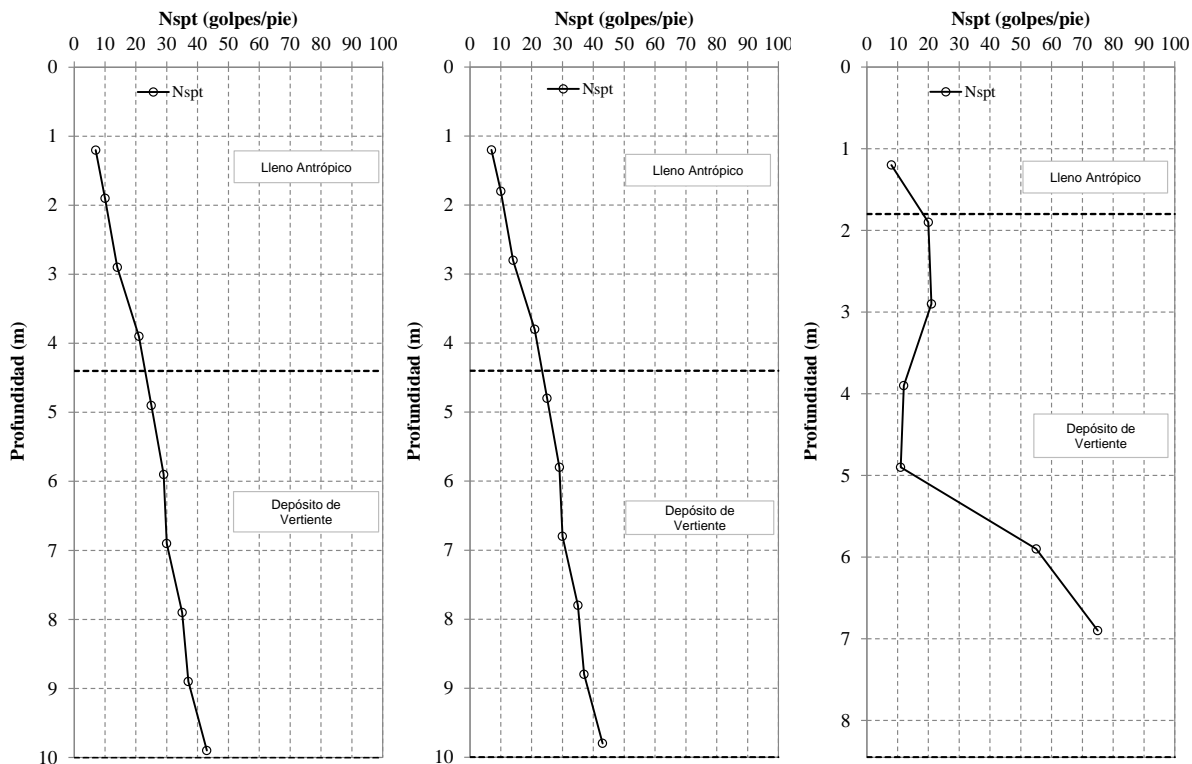 Nspt (golpes/pie)
0 10 20 30 40 50 60 70 80 90 100
0
1
2
3
4
5
6
7
8
9
10
Profundidad (m)
Nspt
Lleno Antrópico
Depósito de
Vertiente
Nspt (golpes/pie)
0 10 20 30 40 50 60 70 80 90 100
0
1
2
3
4
5
6
7
8
9
10
Profundidad (m)
Nspt
Lleno Antrópico
Depósito de
Vertiente
Nspt (golpes/pie)
0 10 20 30 40 50 60 70 80 90 100
0
1
2
3
4
5
6
7
8
Profundidad (m)
Nspt
Lleno Antrópico
Depósito de
Vertiente